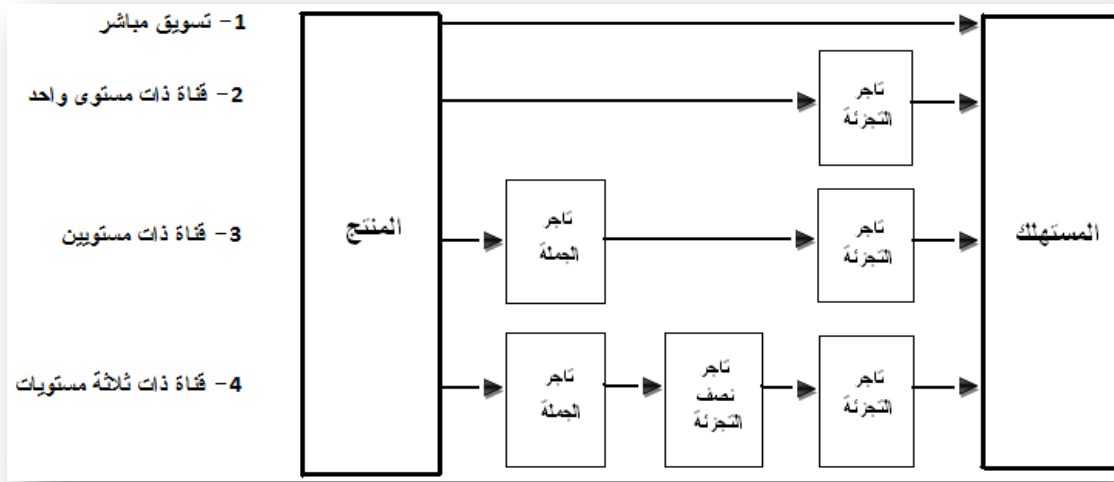 1- تسويق مباشر
2- قناة ذات مستوى واحد
تاجر
التجزئة
3- قناة ذات مستويين
المنتج
تاجر
الجملة
تاجر
التجزئة
المستهلك
4- قناة ذات ثلاثة مستويات
تاجر
الجملة
تاجر
نصف
التجزئة
تاجر
التجزئة